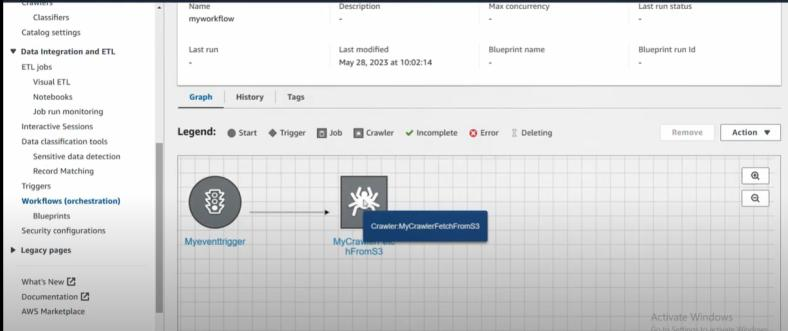 Crawlers
Classifiers
Catalog settings
Data Integration and ETL
ETL jobs
Visual ETL
Notebooks
Job run monitoring
Interactive Sessions
Data classification tools
Sensitive data detection
Record Matching
Triggers
Workflows (orchestration)
Blueprints
Security configurations
Legacy pages
What's New
Documentation
AWS Marketplace
Name Description Max concurrency Last run status
myworkflow - - -
Last run Last modified Blueprint name Blueprint run Id
- May 28, 2023 at 10:02:14 - -
Graph History Tags
Legend: Start Trigger Job Crawler Incomplete Error Deleting Remove Action
Crawler:MyCrawlerFetchFromS3
Myeventtrigger
hFromS3
Activate Windows